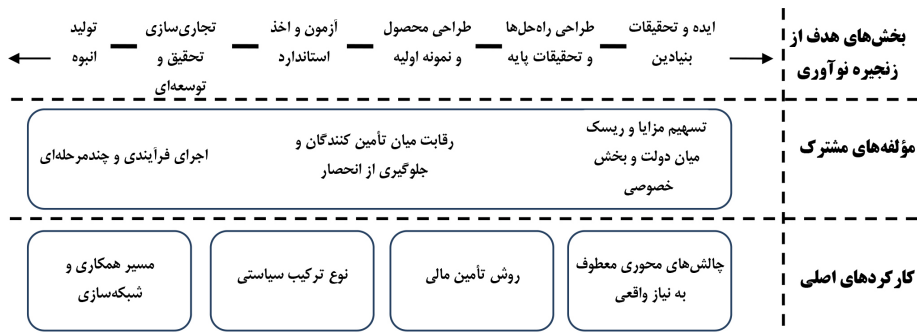 بخش‌های هدف از
زنجیره نوآوری
ایده و تحقیقات
بنیادین
طراحی راه‌حل‌ها
و تحقیقات پایه
طراحی محصول
و نمونه اولیه
آزمون و اخذ
استاندارد
تجاری‌سازی
تحقیق و
توسعه‌ای
تولید
انبوه
مؤلفه‌های مشترک
تسهیم مزایا و ریسک
میان دولت و بخش
خصوصی
رقابت میان تأمین کنندگان و
جلوگیری از انحصار
اجرای فرآیندی و چندمرحله‌ای
کارکردهای اصلی
چالش‌های محوری معطوف
به نیاز واقعی
روش تأمین مالی
نوع ترکیب سیاستی
مسیر همکاری و
شبکه‌سازی